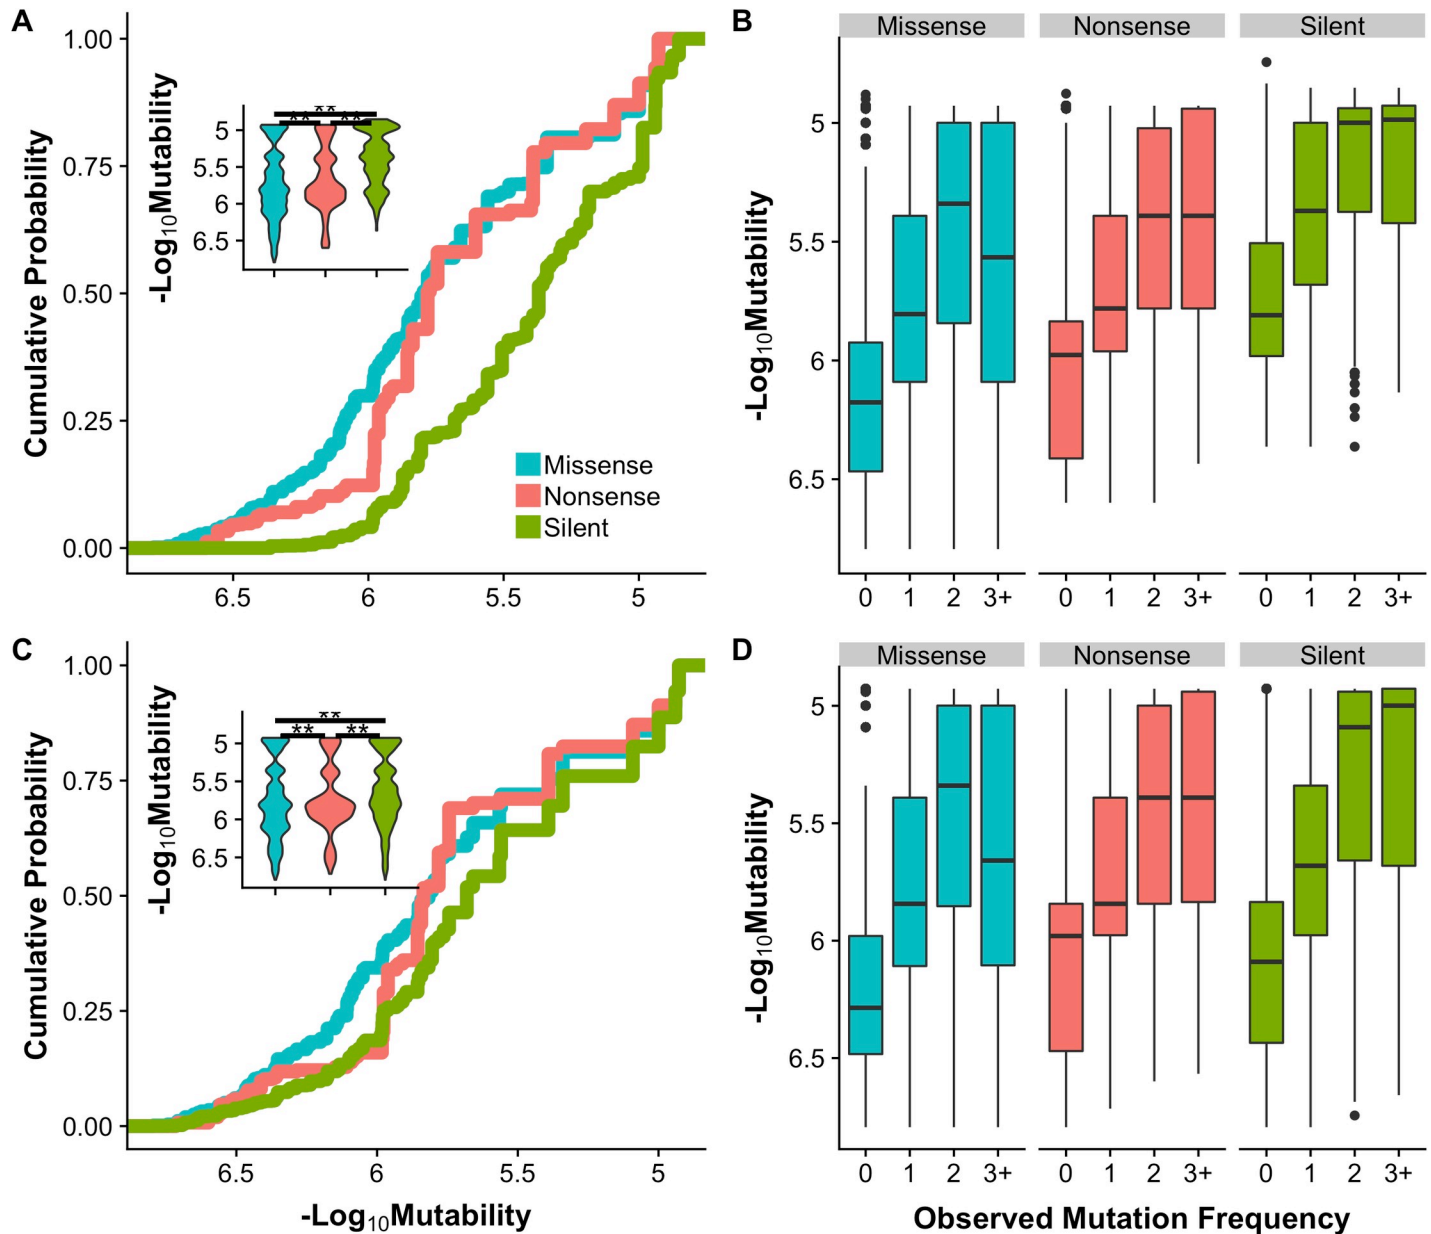 A
Cumulative Probability
1.00
0.75
0.50
0.25
0.00
6.5
6
5.5
5
-Log10Mutability
5
5.5
6
6.5
**
**
**
Missense
Nonsense
Silent
B
Missense
Nonsense
Silent
-Log10Mutability
5
5.5
6
6.5
0 1 2 3+
0 1 2 3+
0 1 2 3+
C
Cumulative Probability
1.00
0.75
0.50
0.25
0.00
6.5
6
5.5
5
-Log10Mutability
-Log10Mutability
5
5.5
6
6.5
**
**
**
D
Missense
Nonsense
Silent
-Log10Mutability
5
5.5
6
6.5
0 1 2 3+
0 1 2 3+
0 1 2 3+
Observed Mutation Frequency